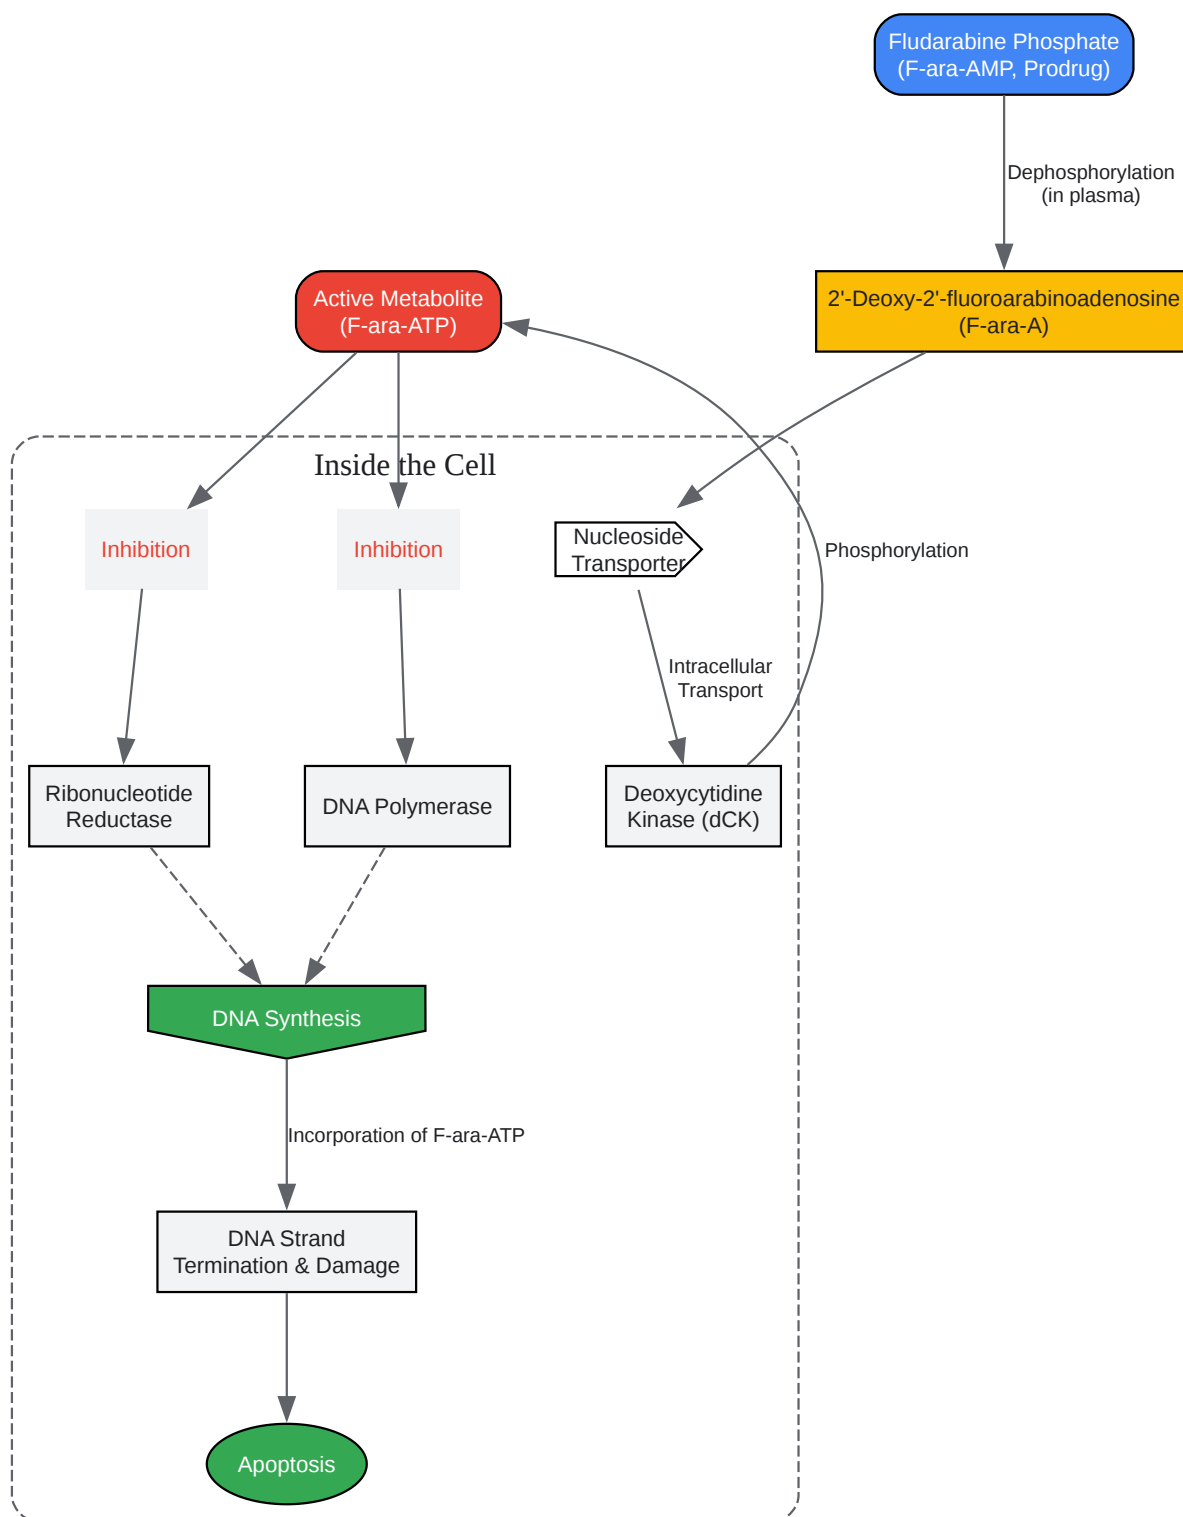 Fludarabine Phosphate
(F-ara-AMP, Prodrug)
Dephosphorylation
(in plasma)
Active Metabolite
(F-ara-ATP)
2'-Deoxy-2'-fluoroarabinoadenosine
(F-ara-A)
Inside the Cell
Inhibition
Inhibition
Nucleoside
Transporter
Phosphorylation
Intracellular
Transport
Ribonucleotide
Reductase
DNA Polymerase
Deoxycytidine
Kinase (dCK)
DNA Synthesis
Incorporation of F-ara-ATP
DNA Strand
Termination & Damage
Apoptosis